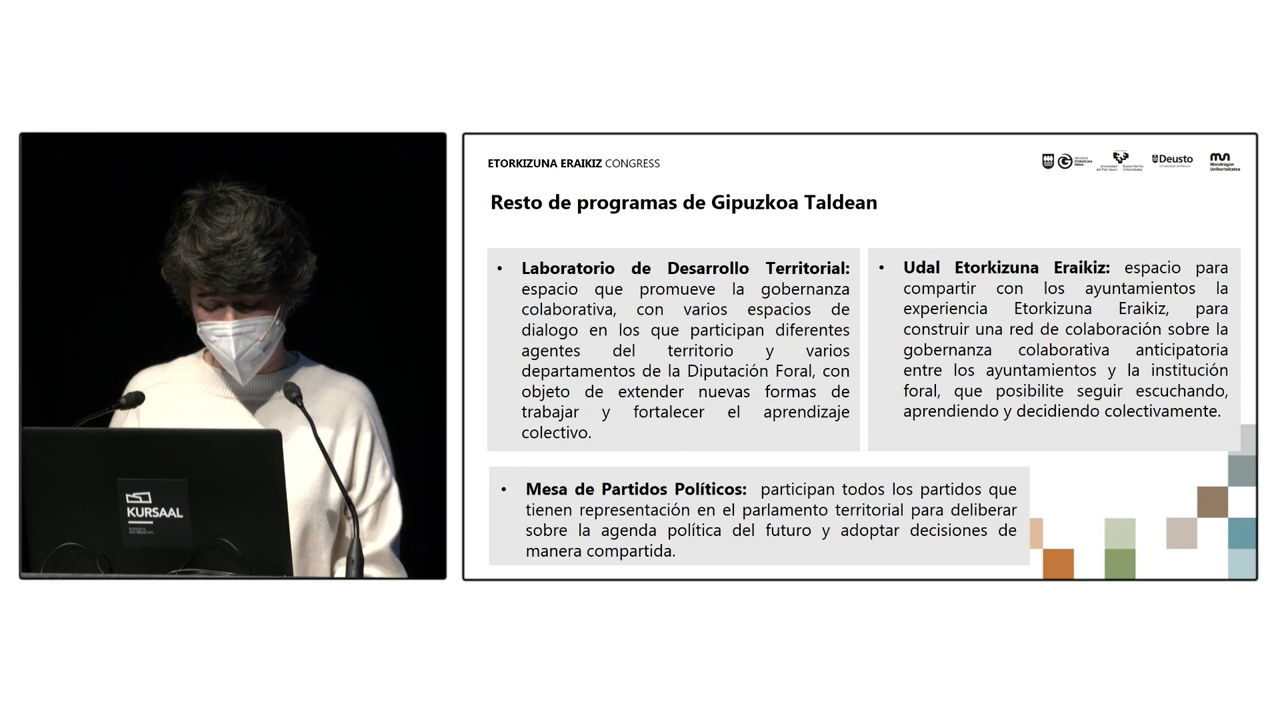 KURSAAL
ETORKIZUNA ERAIKIZ CONGRESS
Deusto
Mondragon
Unibertsitatea
Resto de programas de Gipuzkoa Taldean
• Laboratorio de Desarrollo Territorial:
espacio que promueve la gobernanza
colaborativa, con varios espacios de
dialogo en los que participan diferentes
agentes del territorio y varios
departamentos de la Diputación Foral, con
objeto de extender nuevas formas de
trabajar y fortalecer el aprendizaje
colectivo.
• Udal Etorkizuna Eraikiz: espacio para
compartir con los ayuntamientos la
experiencia Etorkizuna Eraikiz, para
construir una red de colaboración sobre la
gobernanza colaborativa anticipatoria
entre los ayuntamientos y la institución
foral, que posibilite seguir escuchando,
aprendiendo y decidiendo colectivamente.
• Mesa de Partidos Políticos: participan todos los partidos que
tienen representación en el parlamento territorial para deliberar
sobre la agenda política del futuro y adoptar decisiones de
manera compartida.